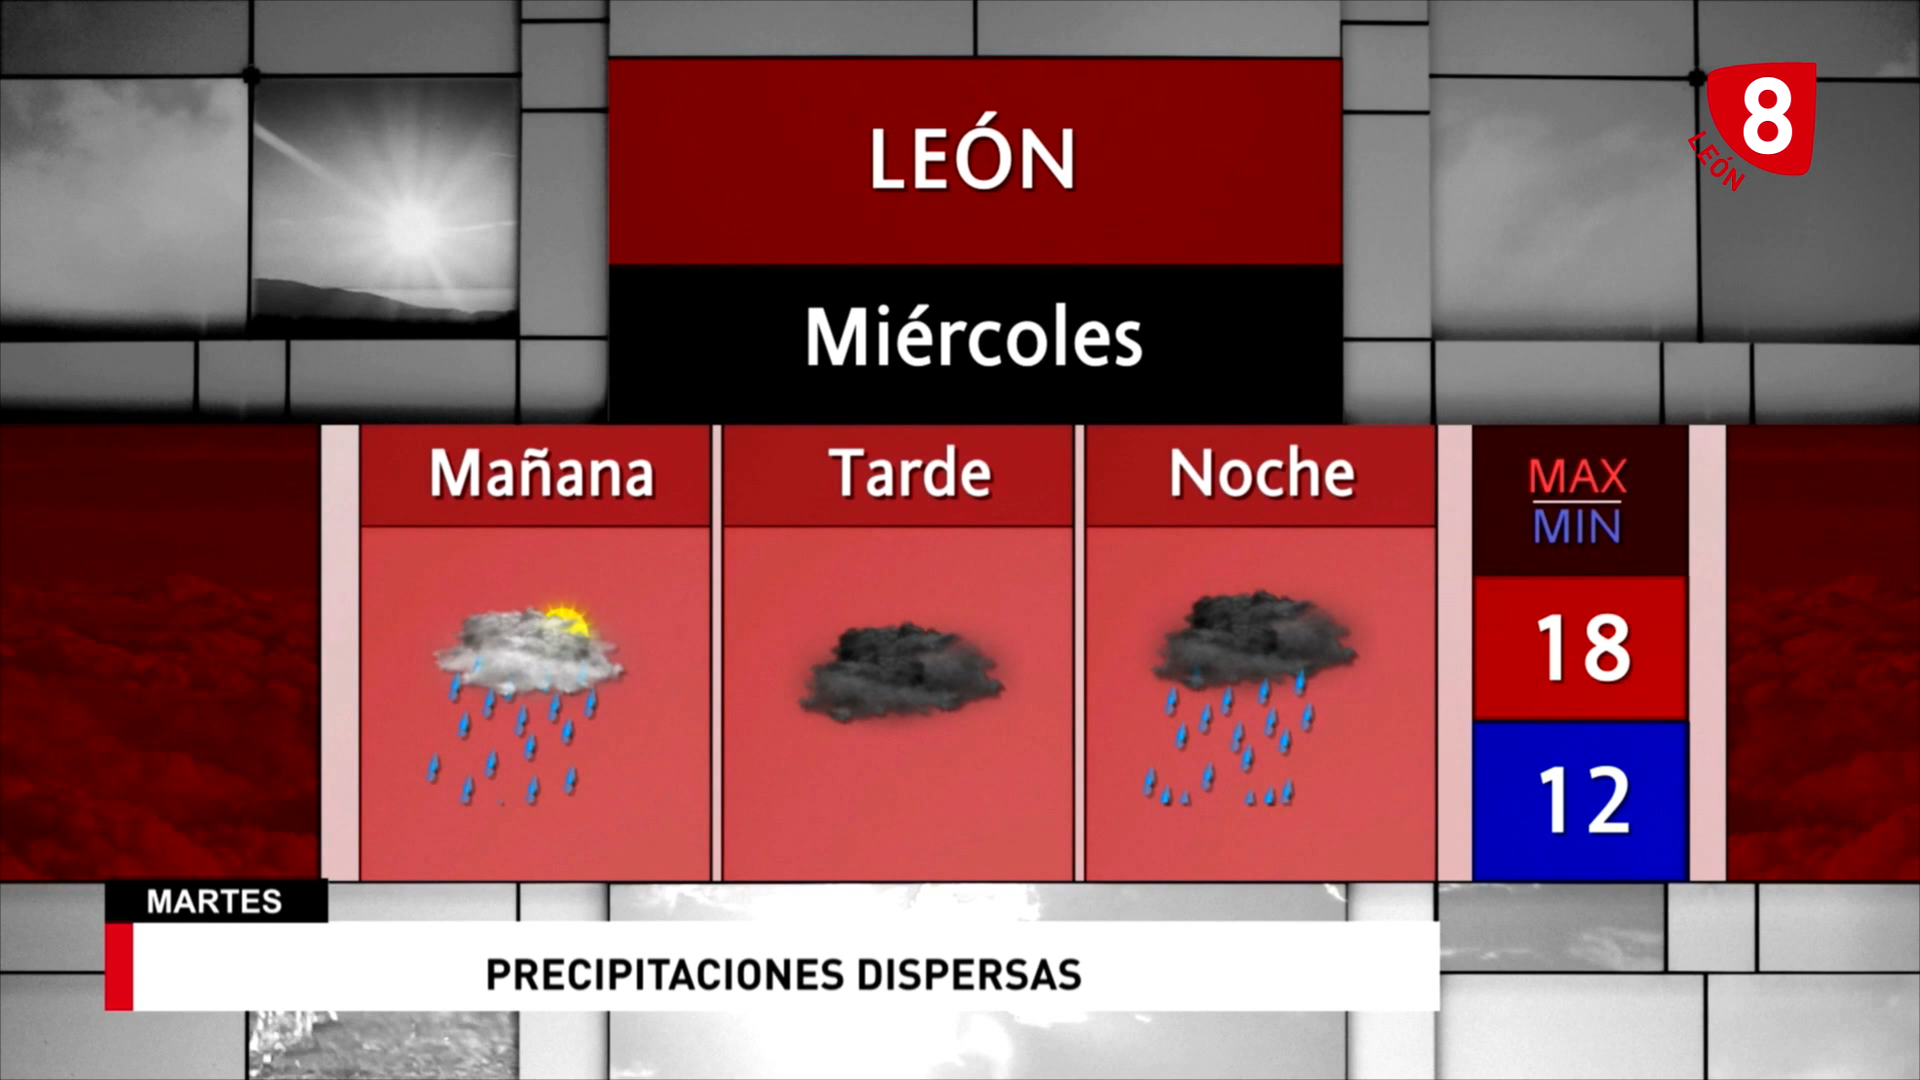 LEÓN
Miércoles
8
LEÓN
Mañana
Tarde
Noche
MAX
MIN
18
12
MARTES
PRECIPITACIONES DISPERSAS